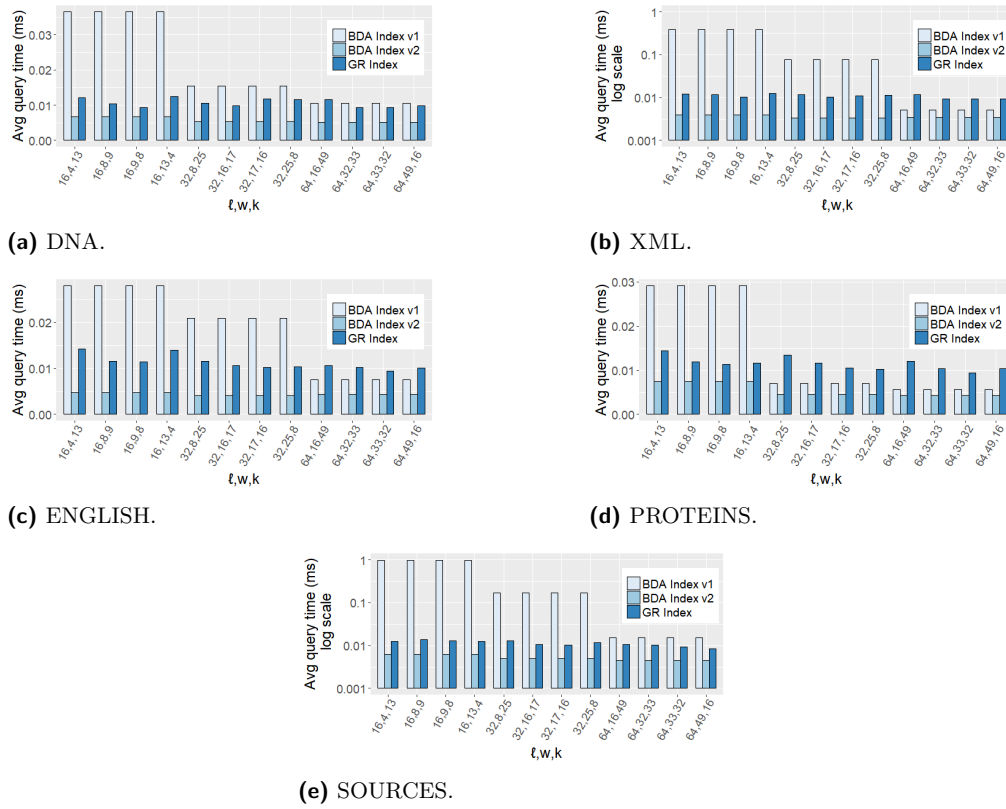 Avg query time (ms)
0.03
0.02
0.01
0.00
BDA Index v1
BDA Index v2
GR Index
16,4,13
16,8,9
16,9,8
16,13,4
32,8,25
32,16,17
32,17,16
32,25,8
64,16,49
64,32,33
64,33,32
64,49,16
ℓ,w,k
(a) DNA.
Avg query time (ms)
log scale
1
0.1
0.01
0.001
BDA Index v1
BDA Index v2
GR Index
16,4,13
16,8,9
16,9,8
16,13,4
32,8,25
32,16,17
32,17,16
32,25,8
64,16,49
64,32,33
64,33,32
64,49,16
ℓ,w,k
(b) XML.
Avg query time (ms)
0.02
0.01
0.00
BDA Index v1
BDA Index v2
GR Index
16,4,13
16,8,9
16,9,8
16,13,4
32,8,25
32,16,17
32,17,16
32,25,8
64,16,49
64,32,33
64,33,32
64,49,16
ℓ,w,k
(c) ENGLISH.
Avg query time (ms)
0.03
0.02
0.01
0.00
BDA Index v1
BDA Index v2
GR Index
16,4,13
16,8,9
16,9,8
16,13,4
32,8,25
32,16,17
32,17,16
32,25,8
64,16,49
64,32,33
64,33,32
64,49,16
ℓ,w,k
(d) PROTEINS.
Avg query time (ms)
log scale
1
0.1
0.01
0.001
BDA Index v1
BDA Index v2
GR Index
16,4,13
16,8,9
16,9,8
16,13,4
32,8,25
32,16,17
32,17,16
32,25,8
64,16,49
64,32,33
64,33,32
64,49,16
ℓ,w,k
(e) SOURCES.